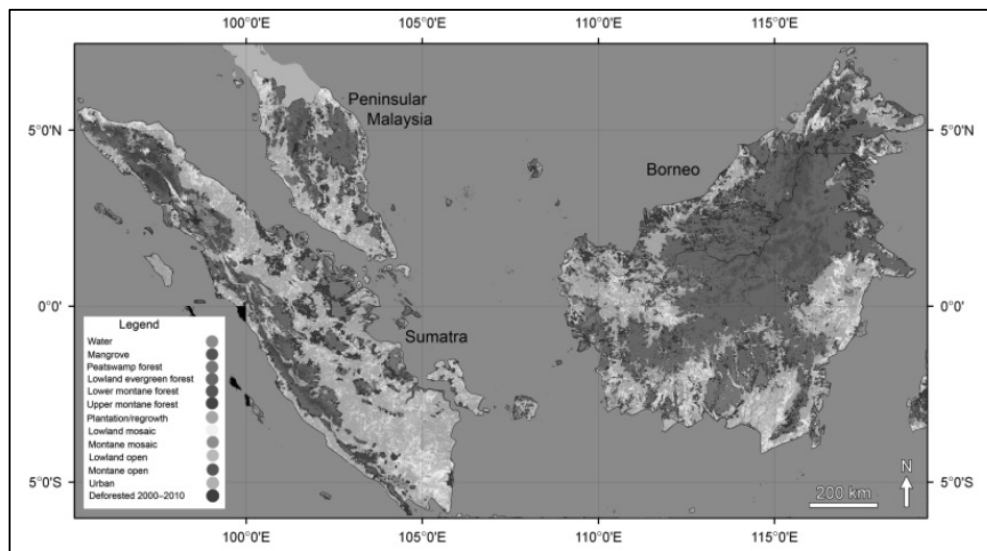 100°0'E 105°0'E 110°0'E 115°0'E
Peninsular
Malaysia
5°0'N 5°0'N
Borneo
0°0' 0°0'
Sumatra
Legend
Water
Mangrove
Peatswamp forest
Lowland evergreen forest
Lower montane forest
Upper montane forest
Plantation/regrowth
Lowland mosaic
Montane mosaic
Lowland open
Montane open
Urban
Deforested 2000–2010
N
200 km
5°0'S 5°0'S
100°0'E 105°0'E 110°0'E 115°0'E